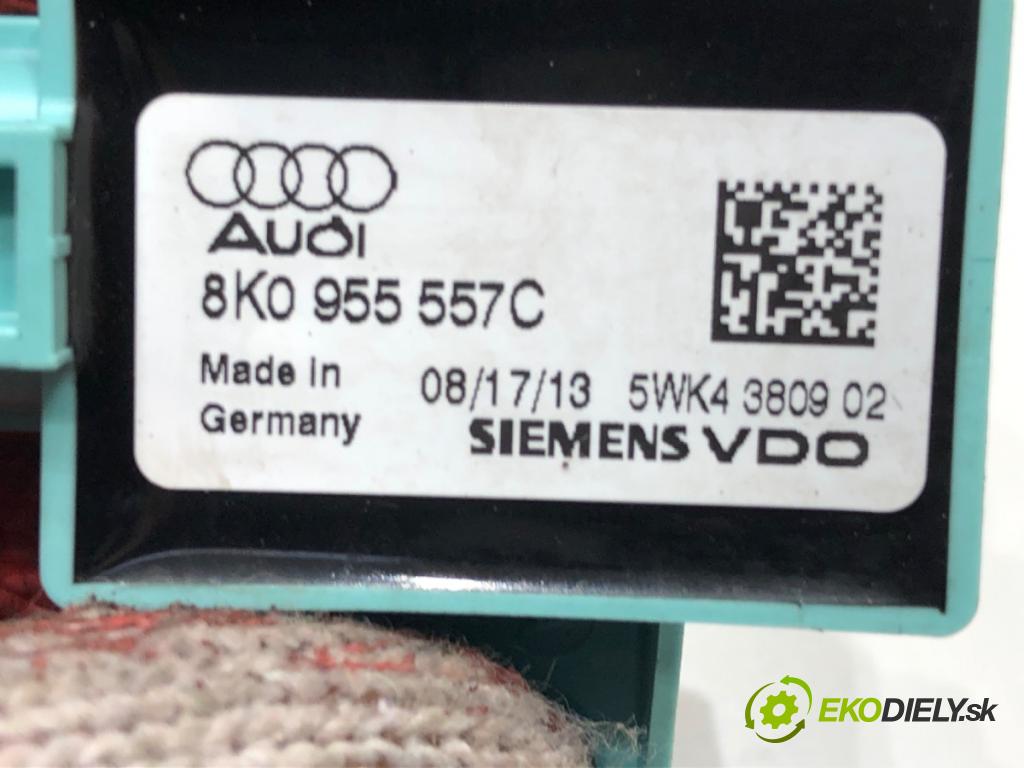 AUDI
8K0 955 557C
Made in
Germany
08/17/13 5WK4 3809 02
SIEMENS VDO
EKODIELY.sk